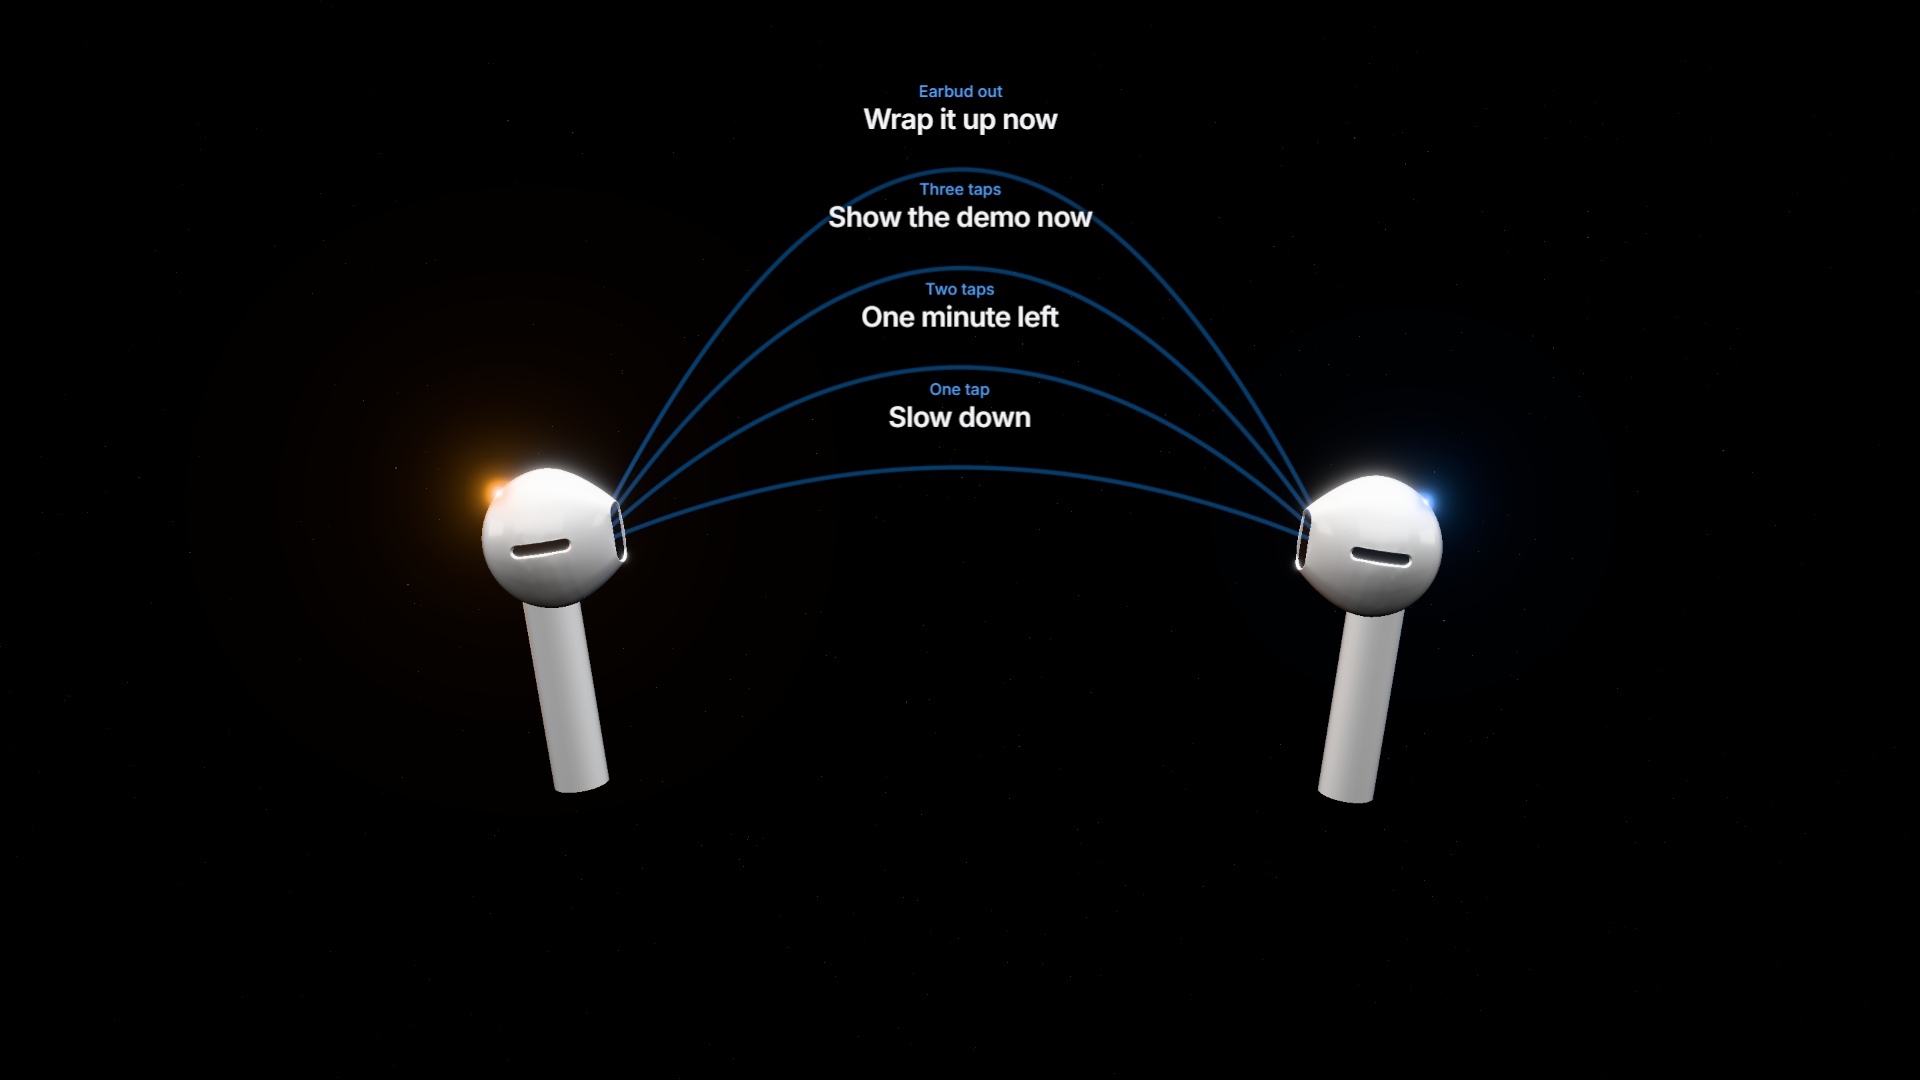 Earbud out
Wrap it up now
Three taps
Show the demo now
Two taps
One minute left
One tap
Slow down